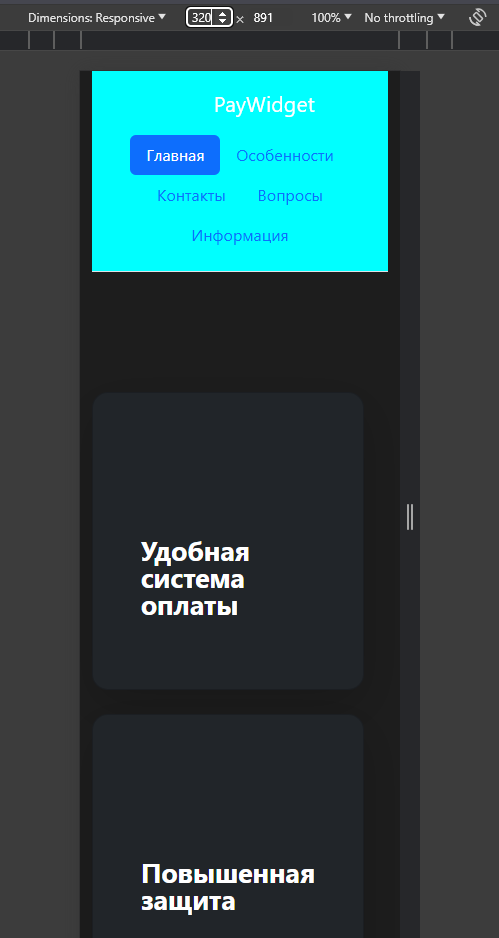 Dimensions: Responsive 320 × 891 100% No throttling
PayWidget
Главная Особенности
Контакты Вопросы
Информация
Удобная
система
оплаты
Повышенная
защита